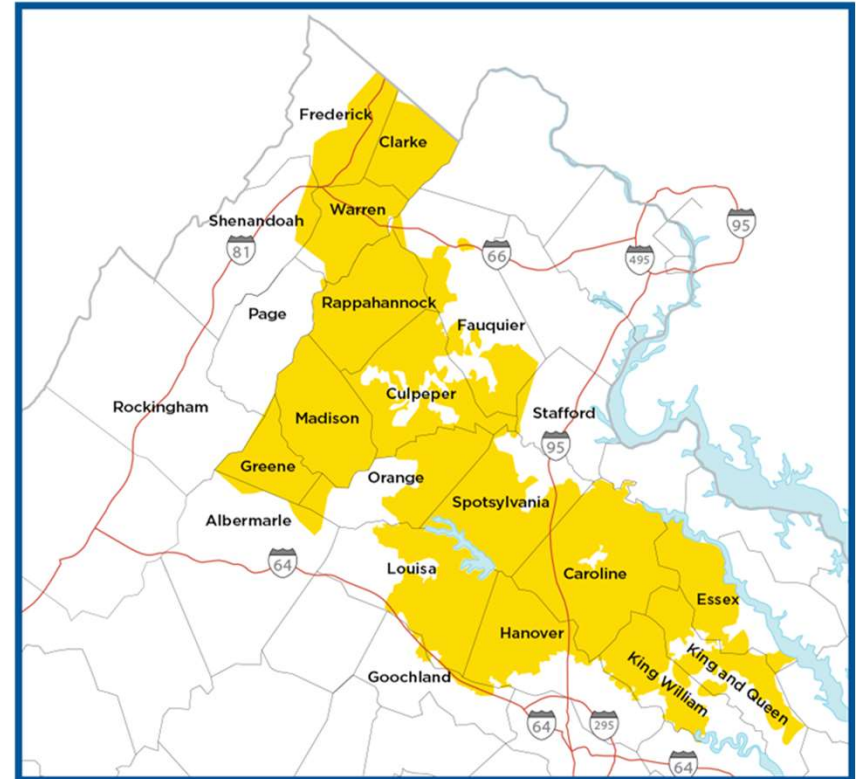 Frederick
Clarke
Warren
Shenandoah
95
81
66
495
Rappahannock
Page
Fauquier
Culpeper
Rockingham
Madison
Stafford
95
Greene
Orange
Spotsylvania
Albermarle
64
Louisa
Caroline
Essex
Hanover
King and Queen
King William
Goochland
64
295
64